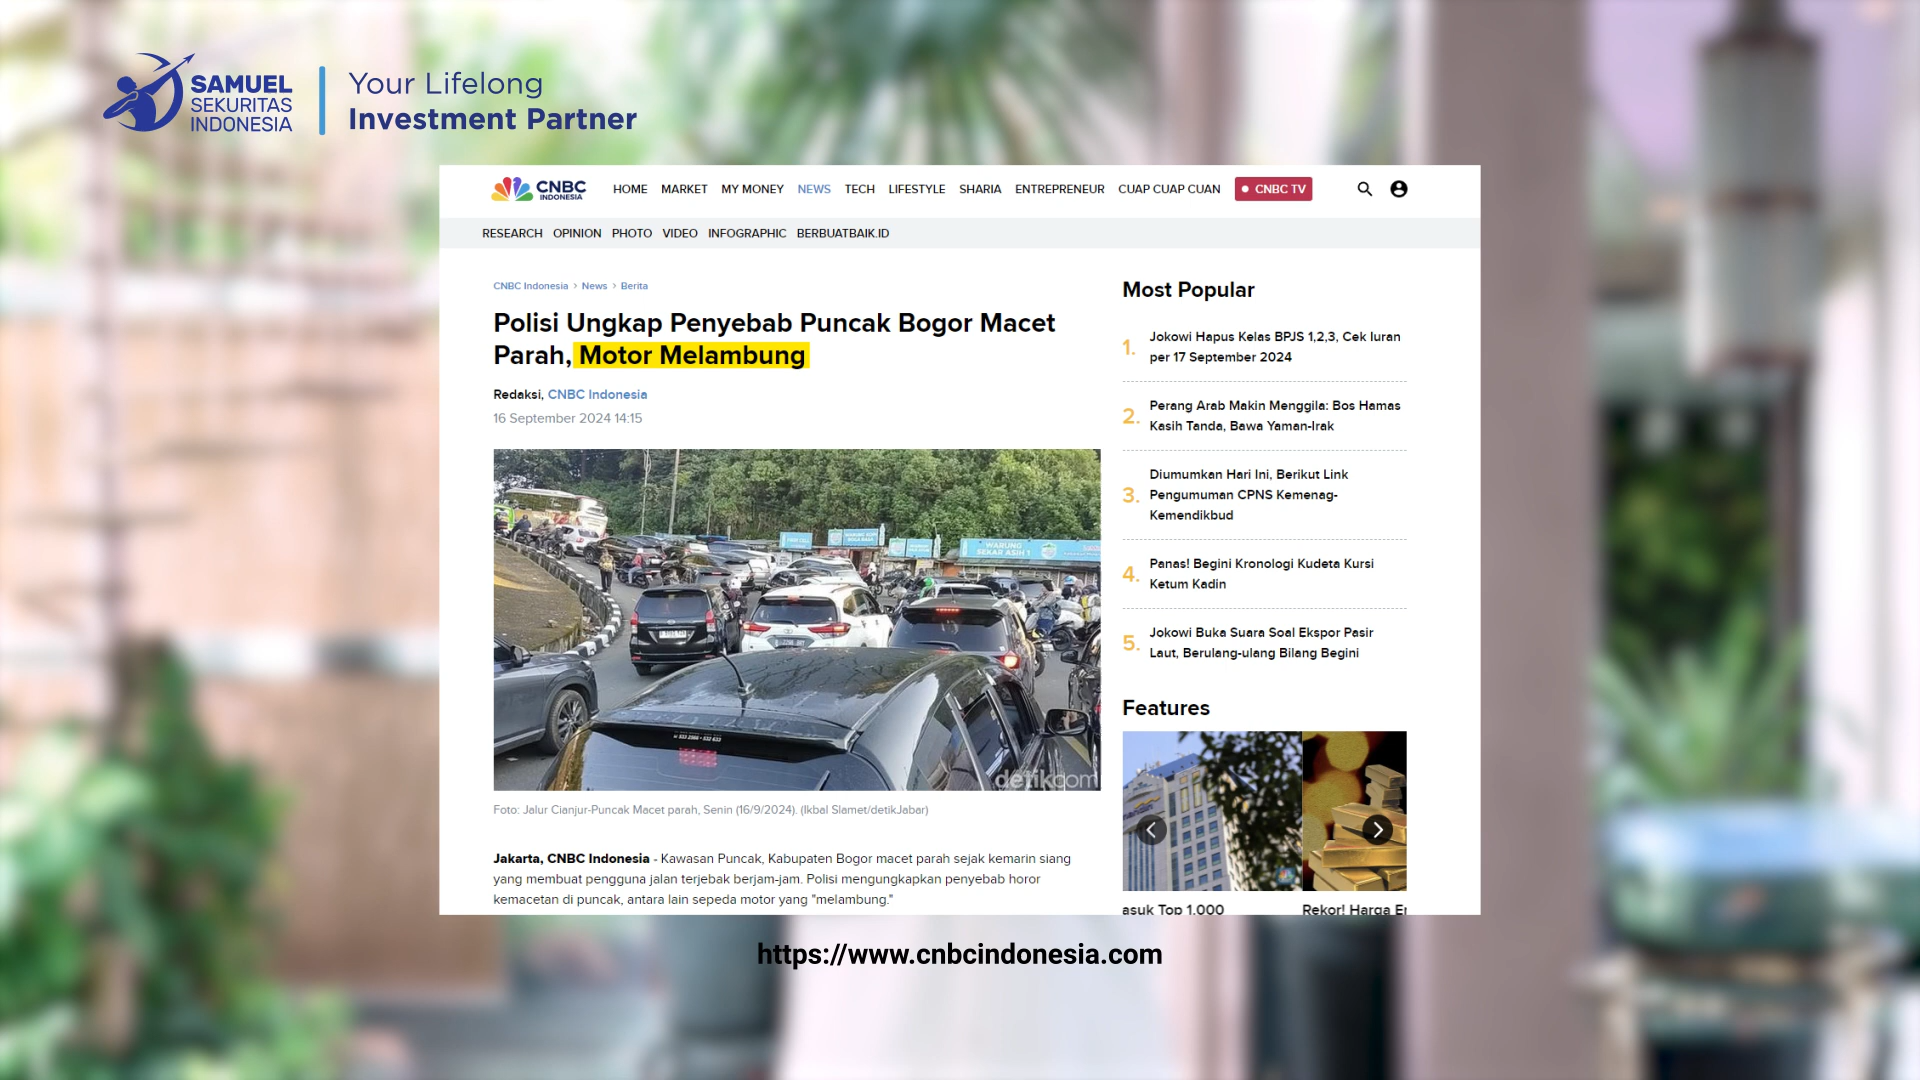 SAMUEL
SEKURITAS
INDONESIA
Your Lifelong
Investment Partner
CNBC
INDONESIA
HOME MARKET MY MONEY NEWS TECH LIFESTYLE SHARIA ENTREPRENEUR CUAP CUAP CUAN CNBC TV
RESEARCH OPINION PHOTO VIDEO INFOGRAPHIC BERBUATBAIK.ID
CNBC Indonesia > News > Berita
Polisi Ungkap Penyebab Puncak Bogor Macet
Parah, Motor Melambung
Redaksi, CNBC Indonesia
16 September 2024 14:15
WARUNG
SEKAR ASIH 1
detikcom
Foto: Jalur Cianjur-Puncak Macet parah, Senin (16/9/2024). (Ikbal Slamet/detikJabar)
Jakarta, CNBC Indonesia - Kawasan Puncak, Kabupaten Bogor macet parah sejak kemarin siang
yang membuat pengguna jalan terjebak berjam-jam. Polisi mengungkapkan penyebab horor
kemacetan di puncak, antara lain sepeda motor yang "melambung."
Most Popular
1. Jokowi Hapus Kelas BPJS 1,2,3, Cek Iuran
per 17 September 2024
2. Perang Arab Makin Menggila: Bos Hamas
Kasih Tanda, Bawa Yaman-Irak
3. Diumumkan Hari Ini, Berikut Link
Pengumuman CPNS Kemenag-
Kemendikbud
4. Panas! Begini Kronologi Kudeta Kursi
Ketum Kadin
5. Jokowi Buka Suara Soal Ekspor Pasir
Laut, Berulang-ulang Bilang Begini
Features
asuk Top 1.000
Rekor! Harga Er
https://www.cnbcindonesia.com